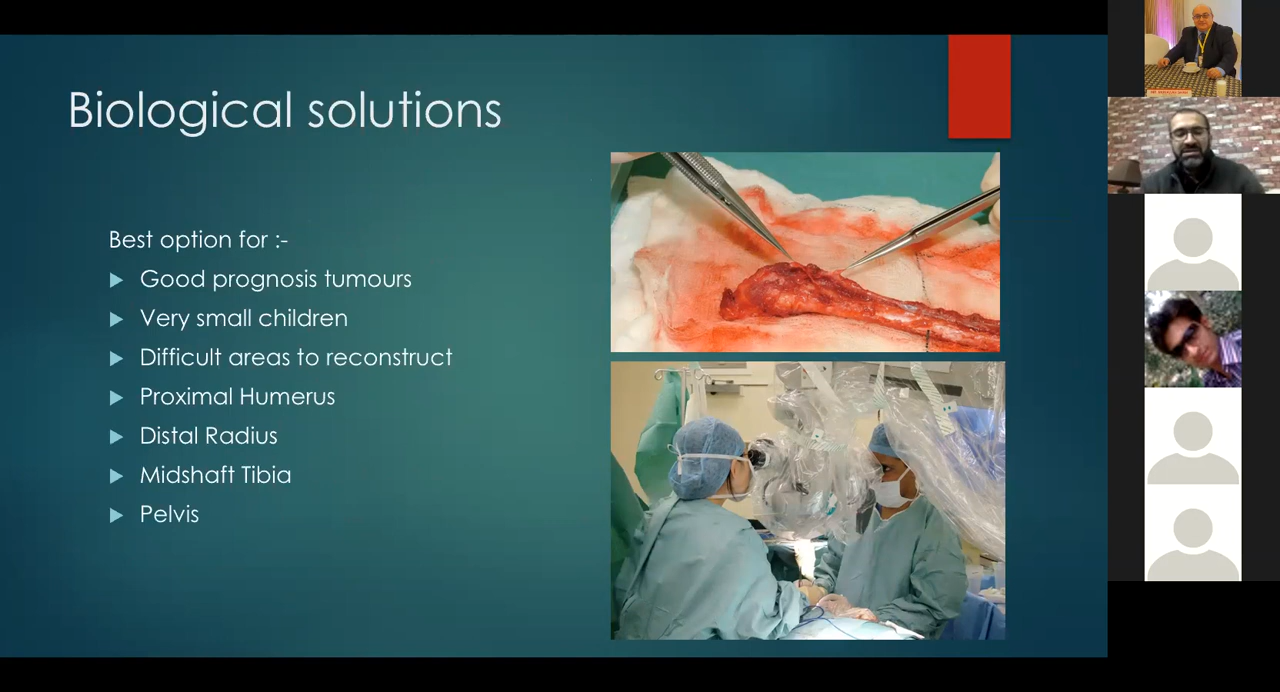 Biological solutions
Best option for :-
Good prognosis tumours
Very small children
Difficult areas to reconstruct
Proximal Humerus
Distal Radius
Midshaft Tibia
Pelvis